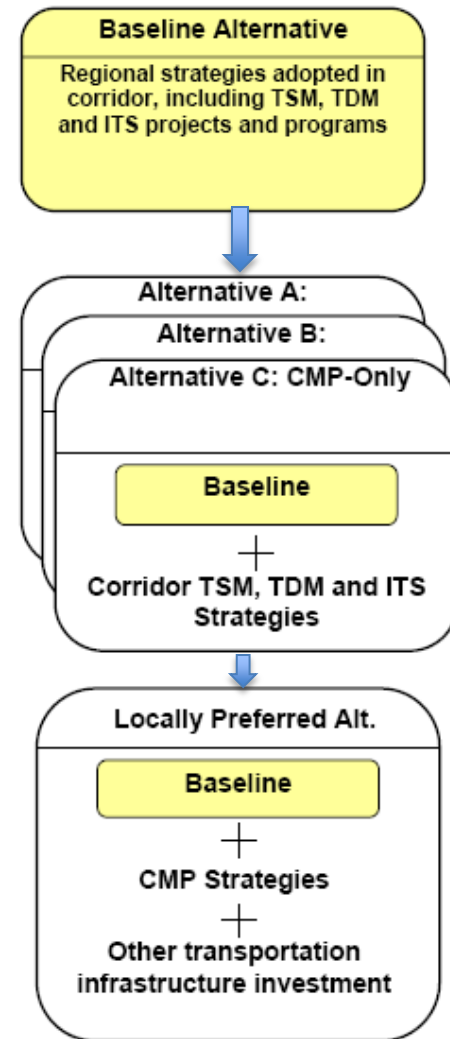 Baseline Alternative
Regional strategies adopted in
corridor, including TSM, TDM
and ITS projects and programs
Alternative A:
Alternative B:
Alternative C: CMP-Only
Baseline
+
Corridor TSM, TDM and ITS
Strategies
Locally Preferred Alt.
Baseline
+
CMP Strategies
+
Other transportation
infrastructure investment